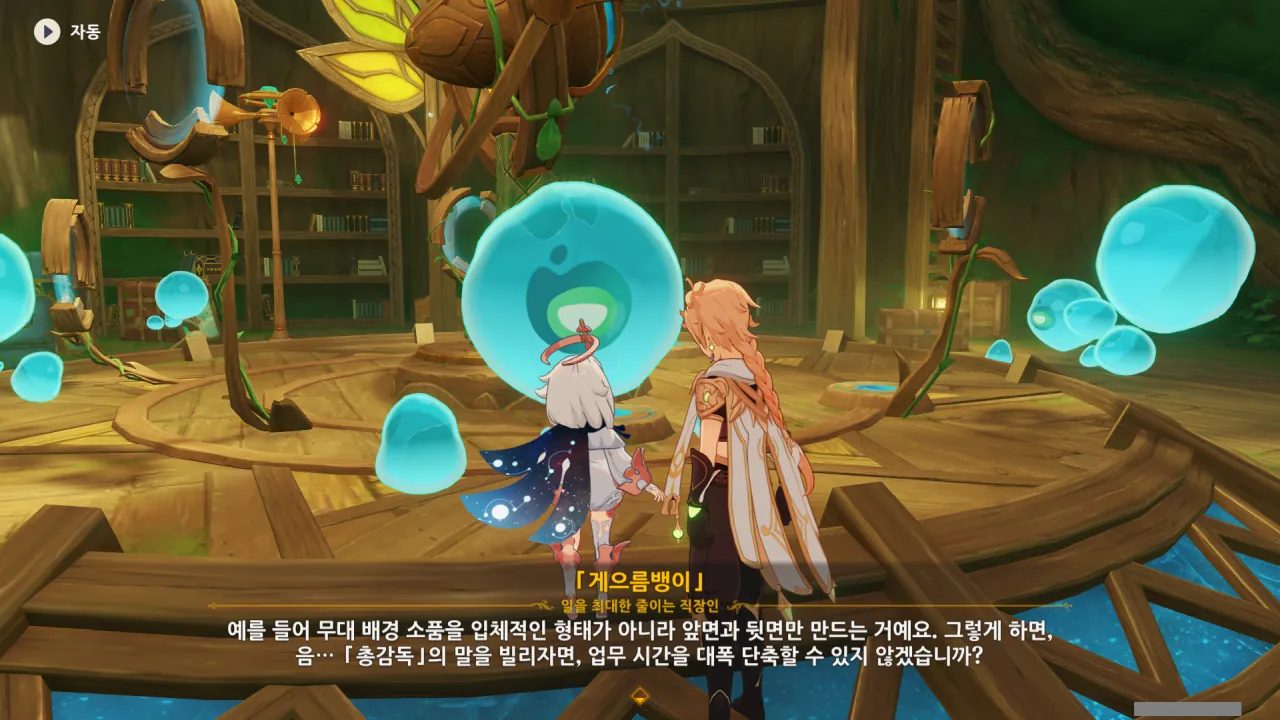 자동
「게으름뱅이」
일을 최대한 줄이는 직장인
예를 들어 무대 배경 소품을 입체적인 형태가 아니라 앞면과 뒷면만 만드는 거예요. 그렇게 하면,
음… 「총감독」의 말을 빌리자면, 업무 시간을 대폭 단축할 수 있지 않겠습니까?